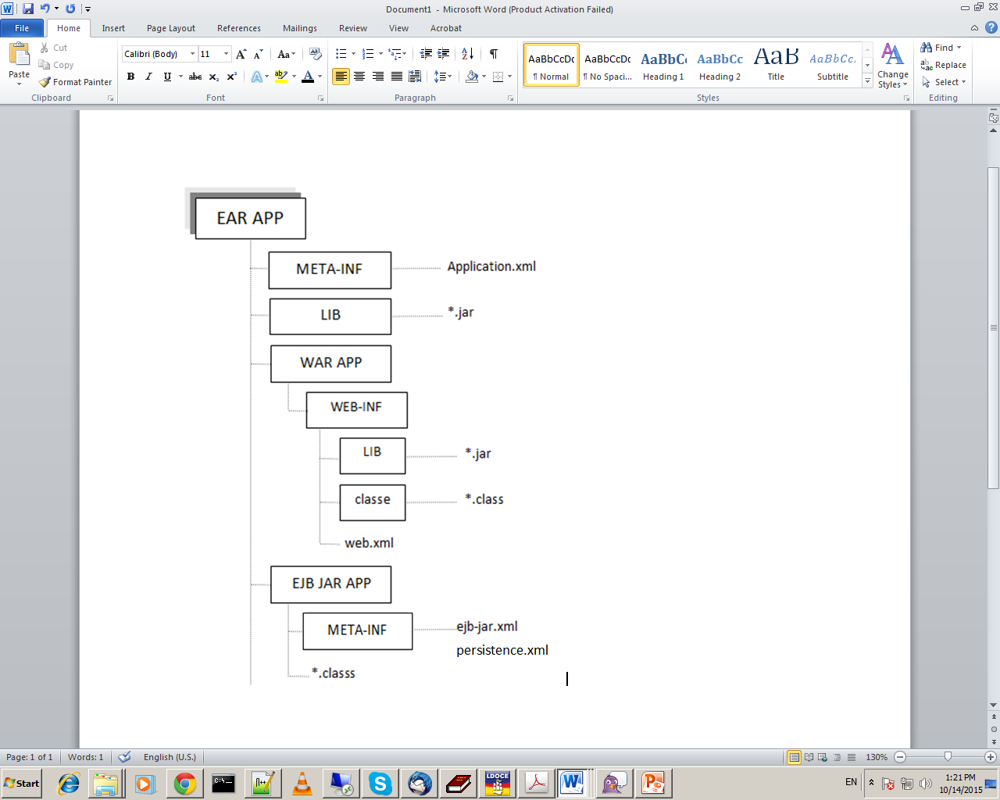 Document1 - Microsoft Word (Product Activation Failed)
File Home Insert Page Layout References Mailings Review View Acrobat
Paste
Cut
Copy
Format Painter
Clipboard
Calibri (Body) 11
Font
Paragraph
AaBbCcDc AaBbCcDc AaBbCc AaBbCc AaB AaBbCc.
¶ Normal ¶ No Spaci... Heading 1 Heading 2 Title Subtitle
Change Styles
Styles
Find
Replace
Select
Editing
EAR APP
META-INF Application.xml
LIB *.jar
WAR APP
WEB-INF
LIB *.jar
classe *.class
web.xml
EJB JAR APP
META-INF ejb-jar.xml
persistence.xml
*.classs
Page: 1 of 1 Words: 1 English (U.S.) 130%
Start LDOCE EN 1:21 PM
10/14/2015